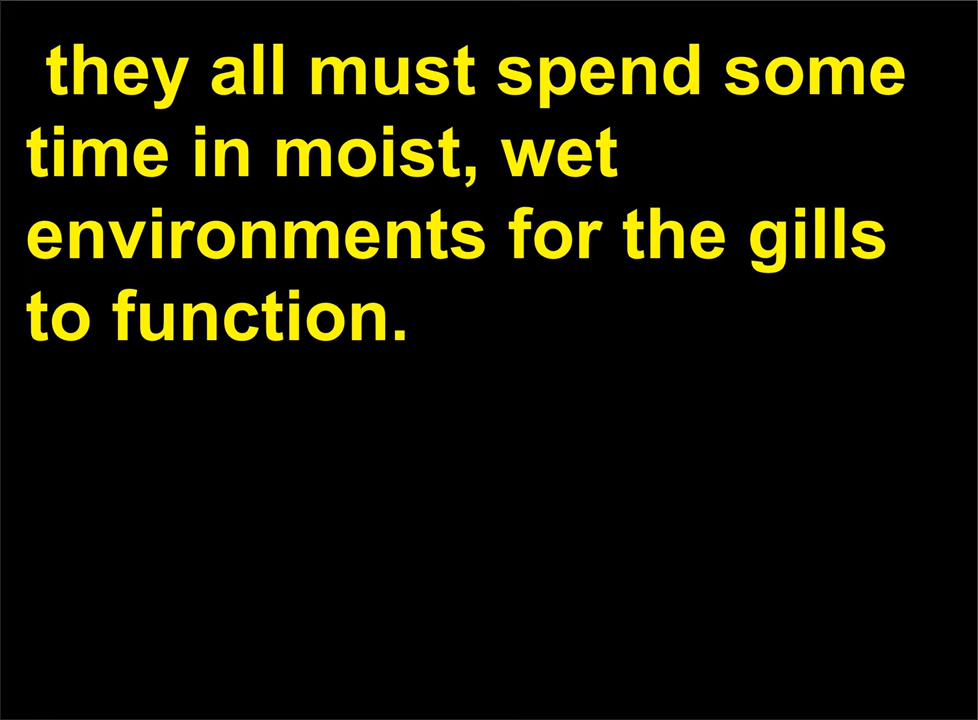 they all must spend some
time in moist, wet
environments for the gills
to function.